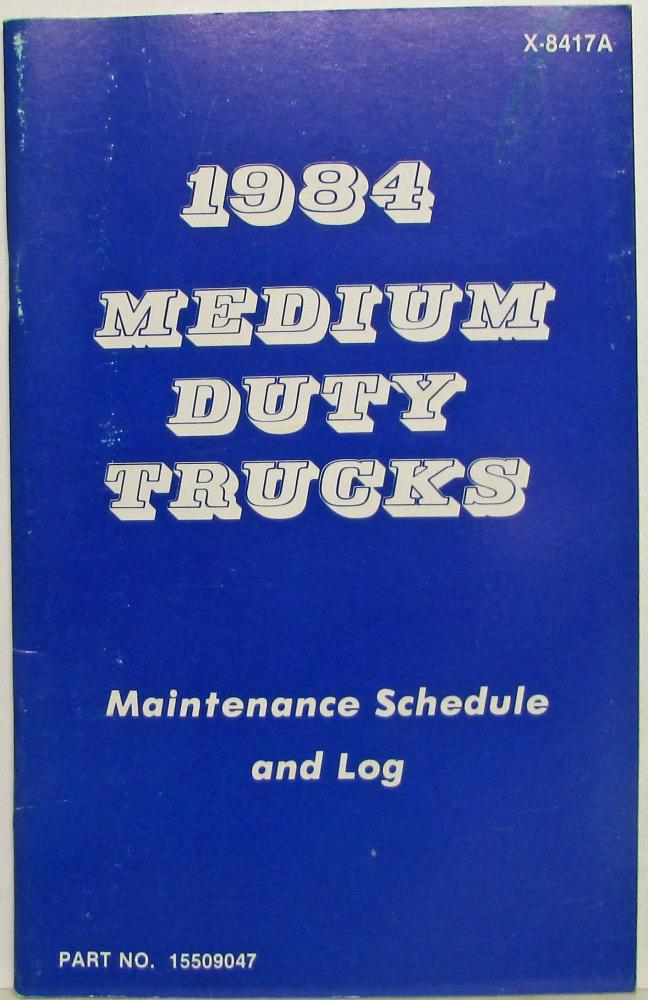 X-8417A
1984
MEDIUM
DUTY
TRUCKS
Maintenance Schedule
and Log
PART NO. 15509047